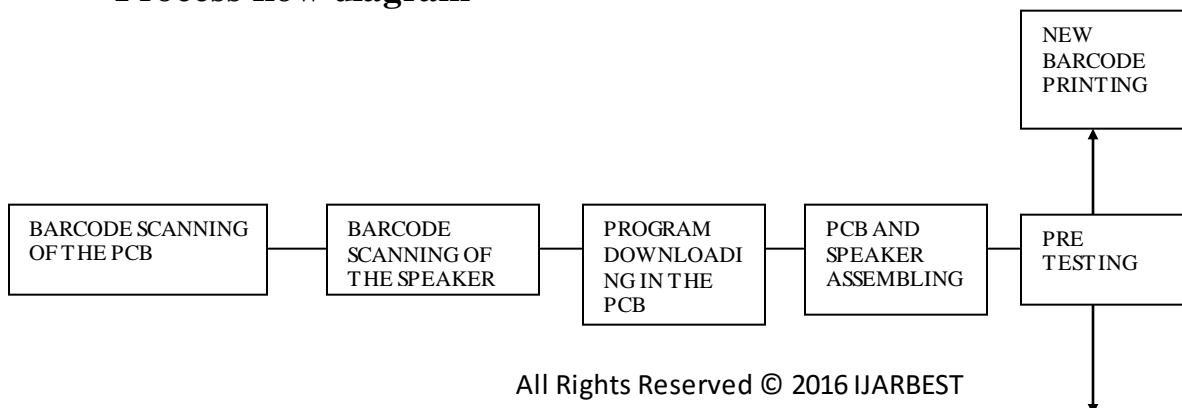 Process flow diagram
NEW
BARCODE
PRINTING
BARCODE SCANNING
OF THE PCB
BARCODE
SCANNING OF
THE SPEAKER
PROGRAM
DOWNLOADI
NG IN THE
PCB
PCB AND
SPEAKER
ASSEMBLING
PRE
TESTING
All Rights Reserved © 2016 IJARBEST